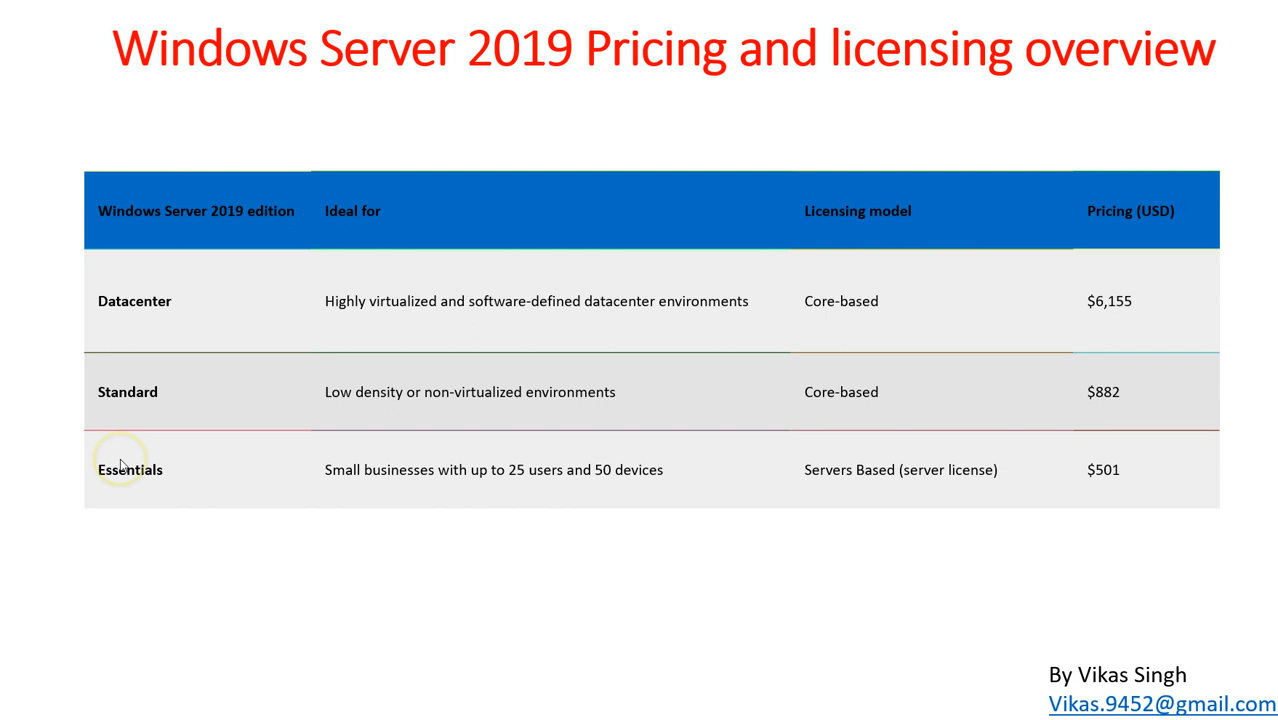 Windows Server 2019 Pricing and licensing overview
Windows Server 2019 edition Ideal for Licensing model Pricing (USD)
Datacenter Highly virtualized and software-defined datacenter environments Core-based $6,155
Standard Low density or non-virtualized environments Core-based $882
Essentials Small businesses with up to 25 users and 50 devices Servers Based (server license) $501
By Vikas Singh
Vikas.9452@gmail.com